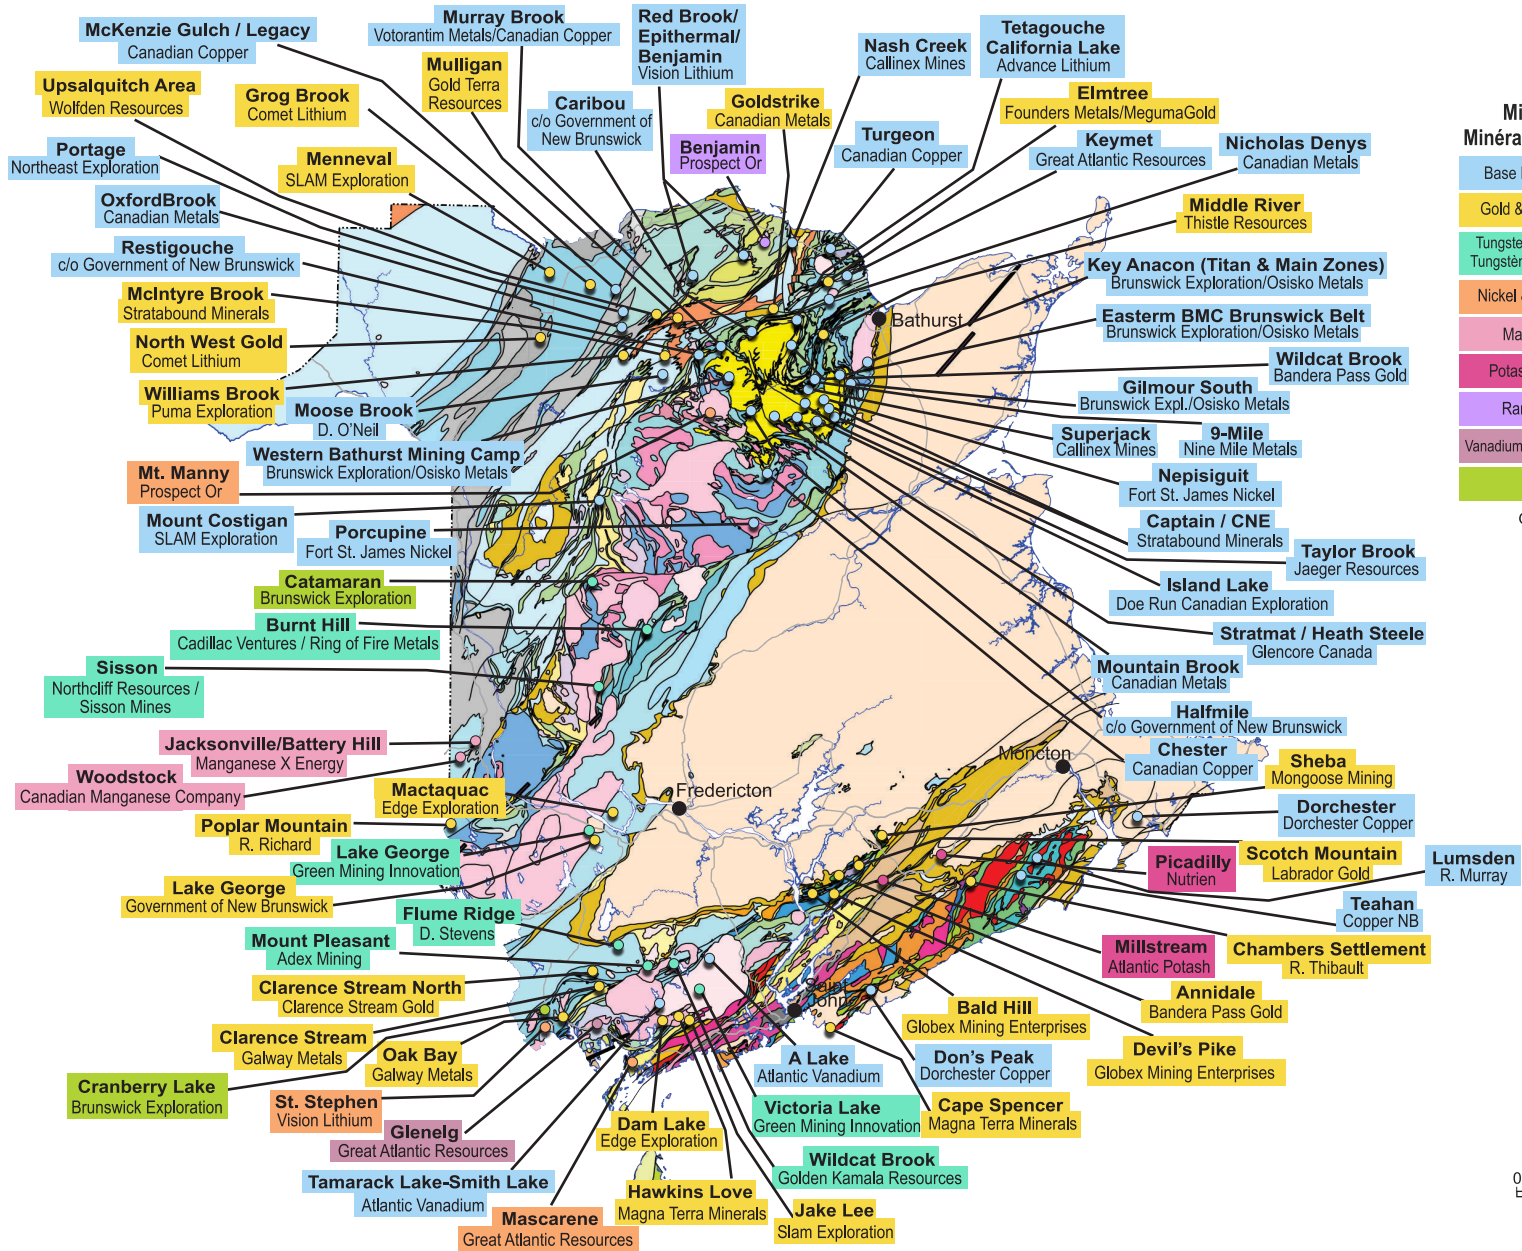 McKenzie Gulch / Legacy
Canadian Copper
Murray Brook
Votorantim Metals/Canadian Copper
Red Brook/
Epithermal/
Benjamin
Vision Lithium
Nash Creek
Callinex Mines
Tetagouche
California Lake
Advance Lithium
Upsalquitch Area
Wolfden Resources
Grog Brook
Comet Lithium
Mulligan
Gold Terra
Resources
Caribou
c/o Government of
New Brunswick
Goldstrike
Canadian Metals
Elmtree
Founders Metals/MegumaGold
Portage
Northeast Exploration
Menneval
SLAM Exploration
Benjamin
Prospect Or
Turgeon
Canadian Copper
Keymet
Great Atlantic Resources
Nicholas Denys
Canadian Metals
OxfordBrook
Canadian Metals
Middle River
Thistle Resources
Restigouche
c/o Government of New Brunswick
Key Anacon (Titan & Main Zones)
Brunswick Exploration/Osisko Metals
McIntyre Brook
Stratabound Minerals
Bathurst
Easterm BMC Brunswick Belt
Brunswick Exploration/Osisko Metals
North West Gold
Comet Lithium
Wildcat Brook
Bandera Pass Gold
Williams Brook
Puma Exploration
Moose Brook
D. O'Neil
Gilmour South
Brunswick Expl./Osisko Metals
Western Bathurst Mining Camp
Brunswick Exploration/Osisko Metals
Superjack
Callinex Mines
9-Mile
Nine Mile Metals
Mt. Manny
Prospect Or
Nepisiguit
Fort St. James Nickel
Mount Costigan
SLAM Exploration
Porcupine
Fort St. James Nickel
Captain / CNE
Stratabound Minerals
Taylor Brook
Jaeger Resources
Catamaran
Brunswick Exploration
Island Lake
Doe Run Canadian Exploration
Burnt Hill
Cadillac Ventures / Ring of Fire Metals
Stratmat / Heath Steele
Glencore Canada
Sisson
Northcliff Resources /
Sisson Mines
Mountain Brook
Canadian Metals
Halfmile
c/o Government of New Brunswick
Jacksonville/Battery Hill
Manganese X Energy
Moncton
Chester
Canadian Copper
Sheba
Mongoose Mining
Woodstock
Canadian Manganese Company
Mactaquac
Edge Exploration
Fredericton
Dorchester
Dorchester Copper
Poplar Mountain
R. Richard
Lake George
Green Mining Innovation
Picadilly
Nutrien
Scotch Mountain
Labrador Gold
Lumsden
R. Murray
Lake George
Government of New Brunswick
Flume Ridge
D. Stevens
Teahan
Copper NB
Mount Pleasant
Adex Mining
Millstream
Atlantic Potash
Chambers Settlement
R. Thibault
Clarence Stream North
Clarence Stream Gold
Saint
John
Bald Hill
Globex Mining Enterprises
Annidale
Bandera Pass Gold
Clarence Stream
Galway Metals
Oak Bay
Galway Metals
A Lake
Atlantic Vanadium
Don's Peak
Dorchester Copper
Devil's Pike
Globex Mining Enterprises
Cranberry Lake
Brunswick Exploration
St. Stephen
Vision Lithium
Dam Lake
Edge Exploration
Victoria Lake
Green Mining Innovation
Cape Spencer
Magna Terra Minerals
Glenelg
Great Atlantic Resources
Wildcat Brook
Golden Kamala Resources
Tamarack Lake-Smith Lake
Atlantic Vanadium
Hawkins Love
Magna Terra Minerals
Jake Lee
Slam Exploration
Mascarene
Great Atlantic Resources
Mi
Minéra
Base
Gold &
Tungste
Tungstèn
Nickel
Ma
Potas
Ra
Vanadium
0